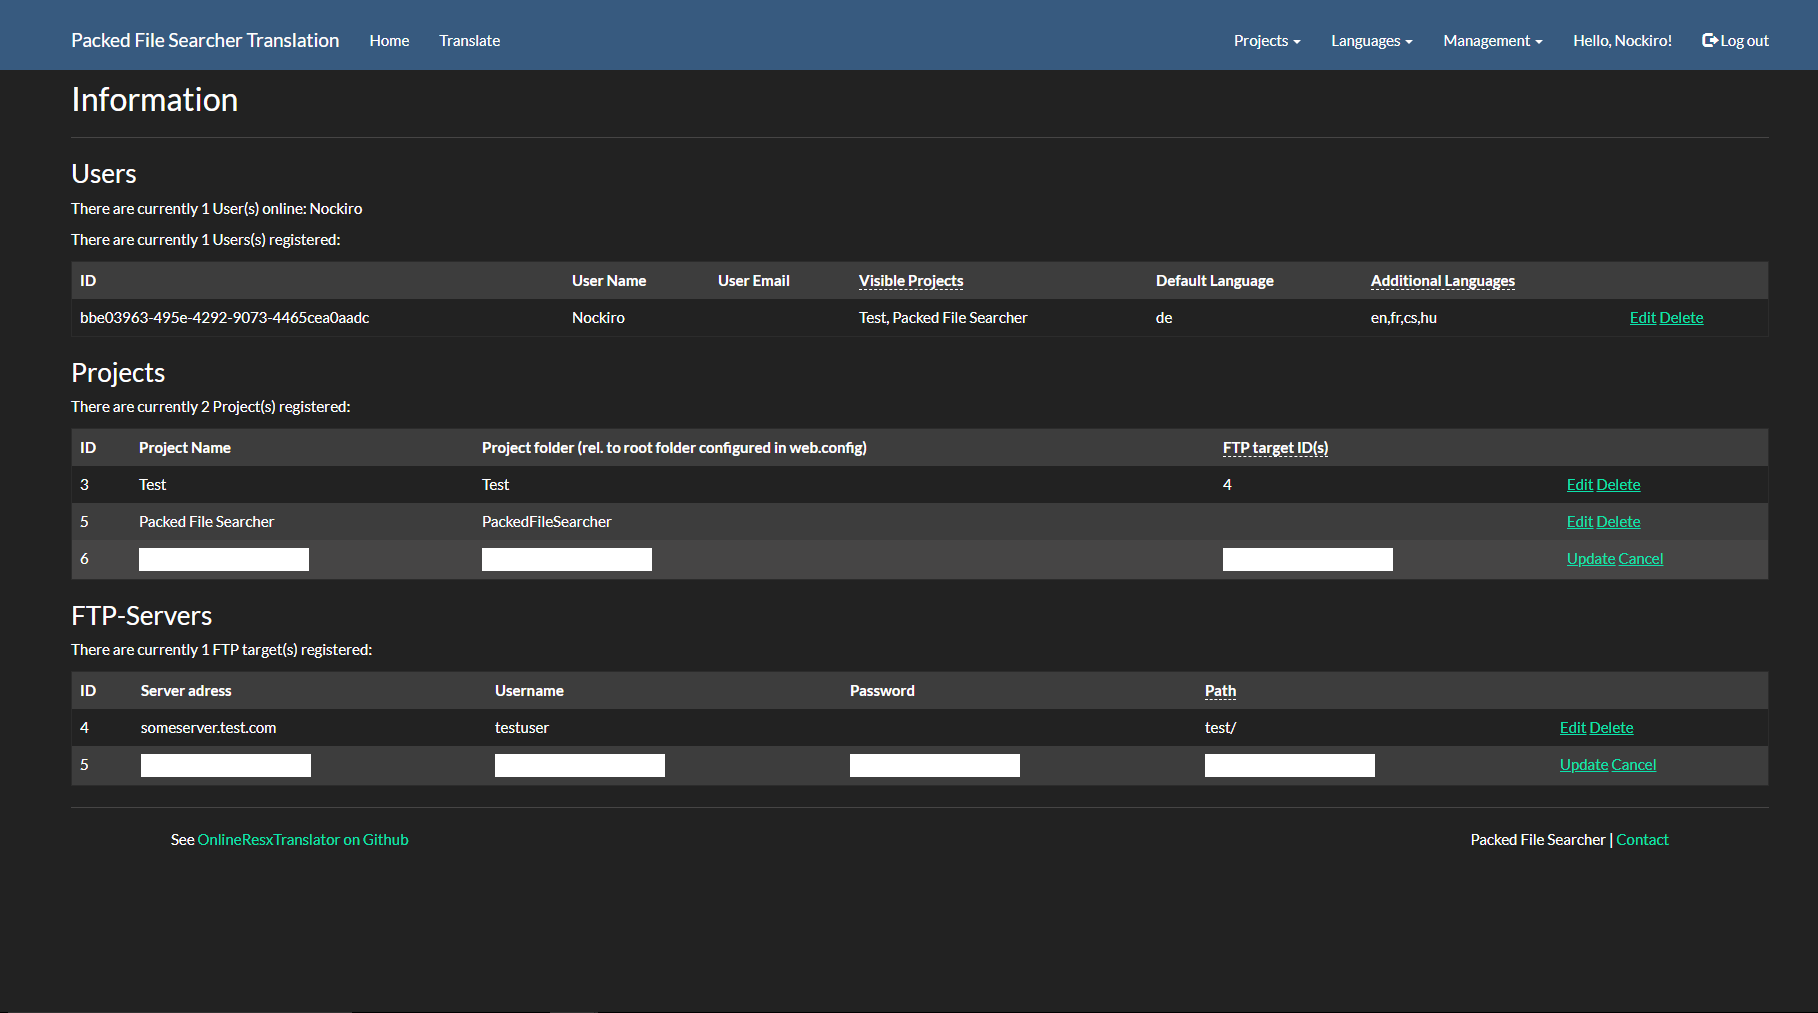 Packed File Searcher Translation Home Translate Projects Languages Management Hello, Nockiro! Log out
Information
Users
There are currently 1 User(s) online: Nockiro
There are currently 1 Users(s) registered:
ID User Name User Email Visible Projects Default Language Additional Languages
bbe03963-495e-4292-9073-4465cea0aadc Nockiro Test, Packed File Searcher de en,fr,cs,hu Edit Delete
Projects
There are currently 2 Project(s) registered:
ID Project Name Project folder (rel. to root folder configured in web.config) FTP target ID(s)
3 Test Test 4 Edit Delete
5 Packed File Searcher PackedFileSearcher Edit Delete
6 Update Cancel
FTP-Servers
There are currently 1 FTP target(s) registered:
ID Server adress Username Password Path
4 someserver.test.com testuser test/ Edit Delete
5 Update Cancel
See OnlineResxTranslator on Github Packed File Searcher | Contact